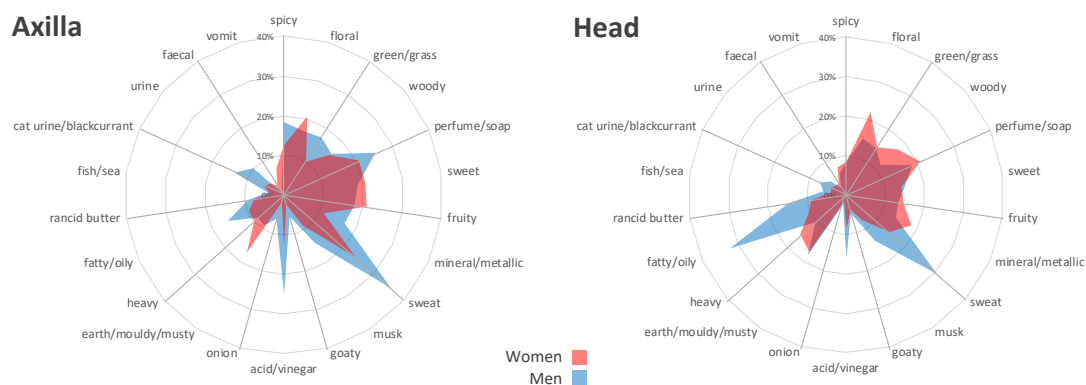 Axilla
spicy
floral
green/grass
woody
perfume/soap
sweet
fruity
mineral/metallic
sweat
musk
goaty
acid/vinegar
onion
earth/mouldy/musty
heavy
fatty/oily
rancid butter
fish/sea
cat urine/blackcurrant
urine
faecal
vomit
40%
30%
20%
10%
Head
spicy
floral
green/grass
woody
perfume/soap
sweet
fruity
mineral/metallic
sweat
musk
goaty
acid/vinegar
onion
earth/mouldy/musty
heavy
fatty/oily
rancid butter
fish/sea
cat urine/blackcurrant
urine
faecal
vomit
40%
30%
20%
10%
Women
Men